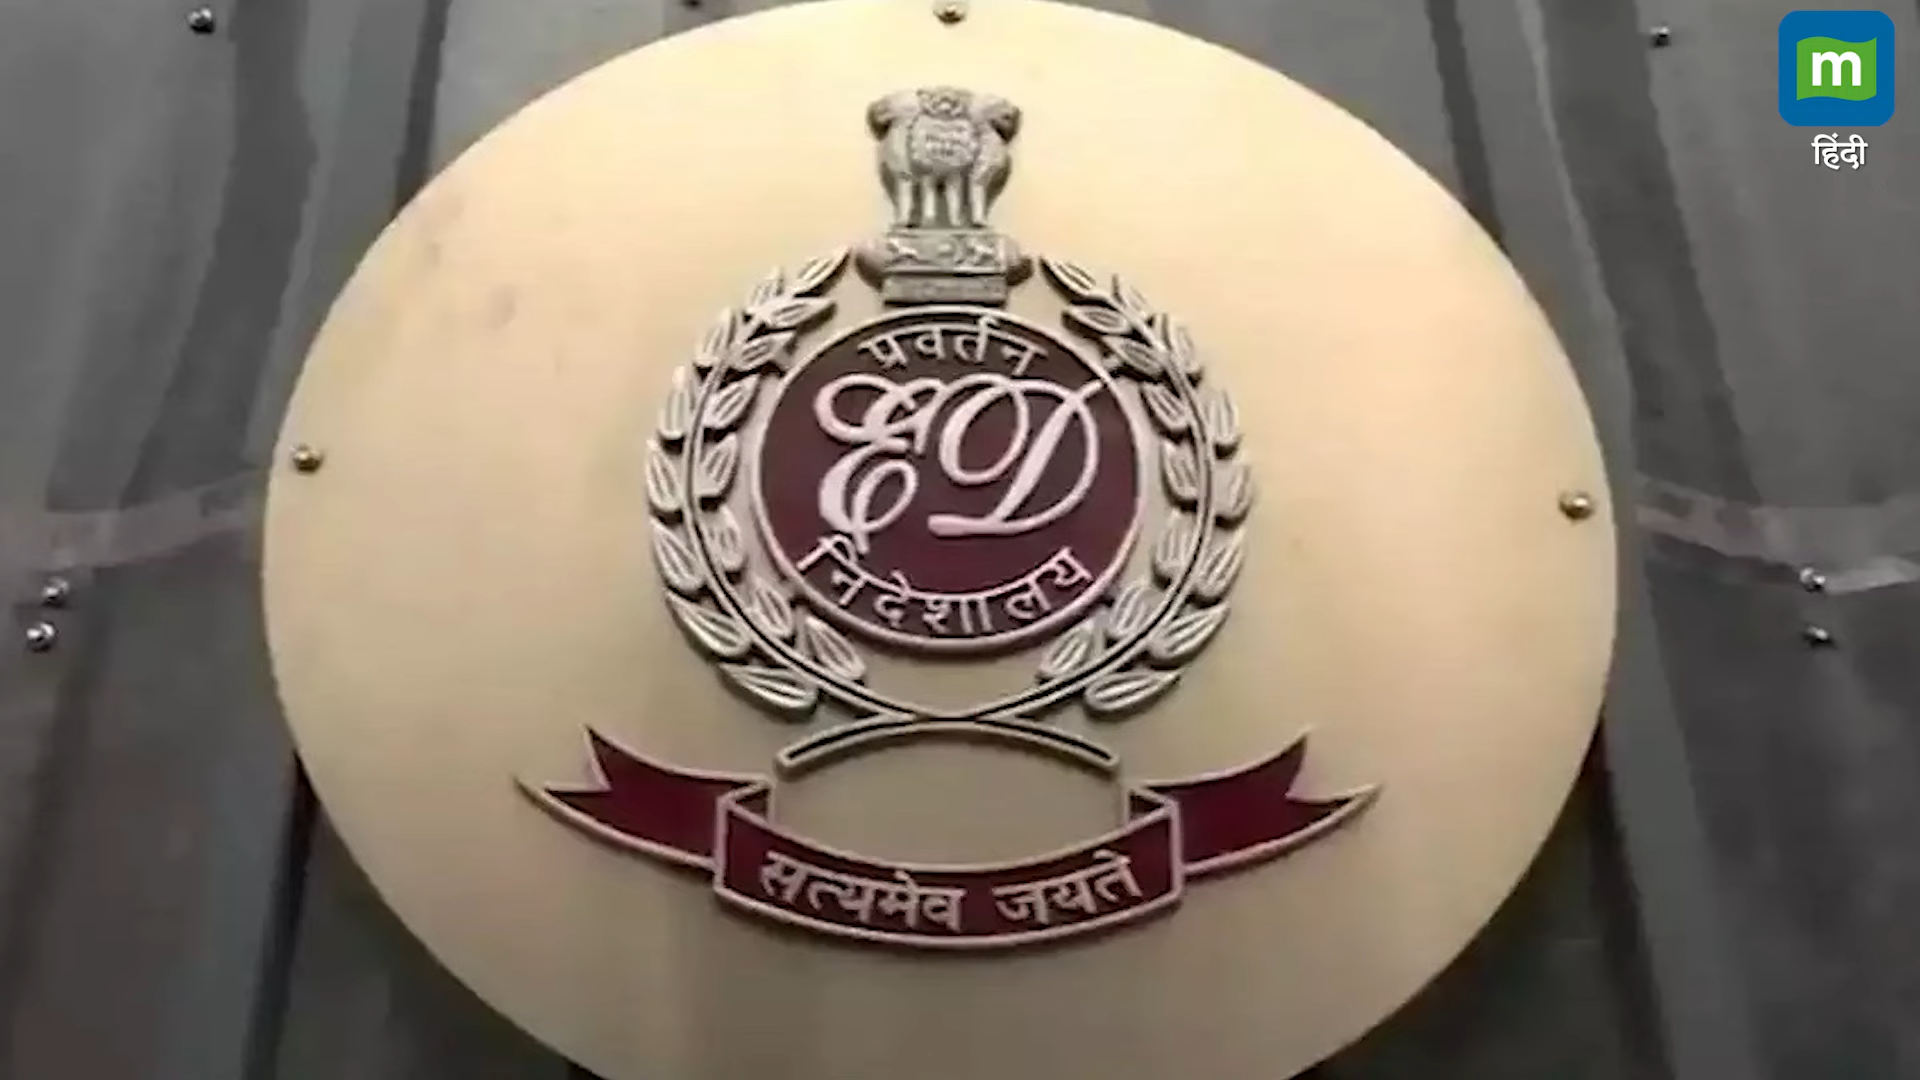 m
हिंदी
प्रवर्तन
ED
निदेशालय
सत्यमेव जयते